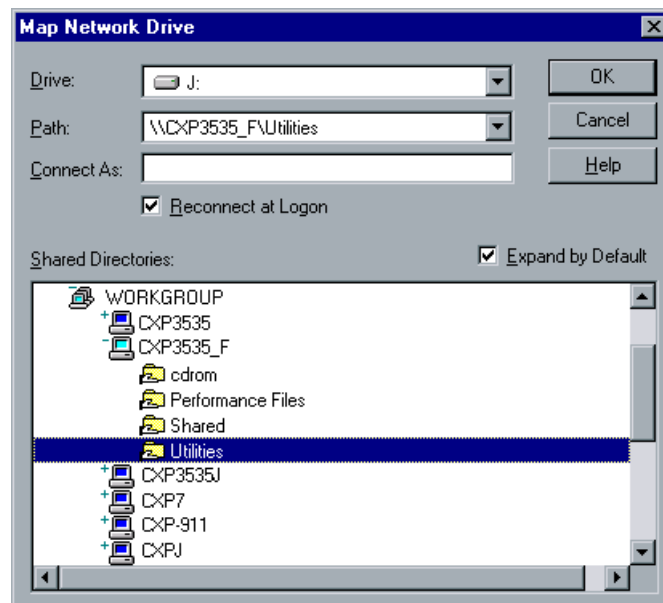 Map Network Drive
Drive: J: OK
Path: \\CXP3535_F\Utilities Cancel
Connect As: Help
Reconnect at Logon
Shared Directories: Expand by Default
WORKGROUP
CXP3535
CXP3535_F
cdrom
Performance Files
Shared
Utilities
CXP3535J
CXP7
CXP-911
CXPJ